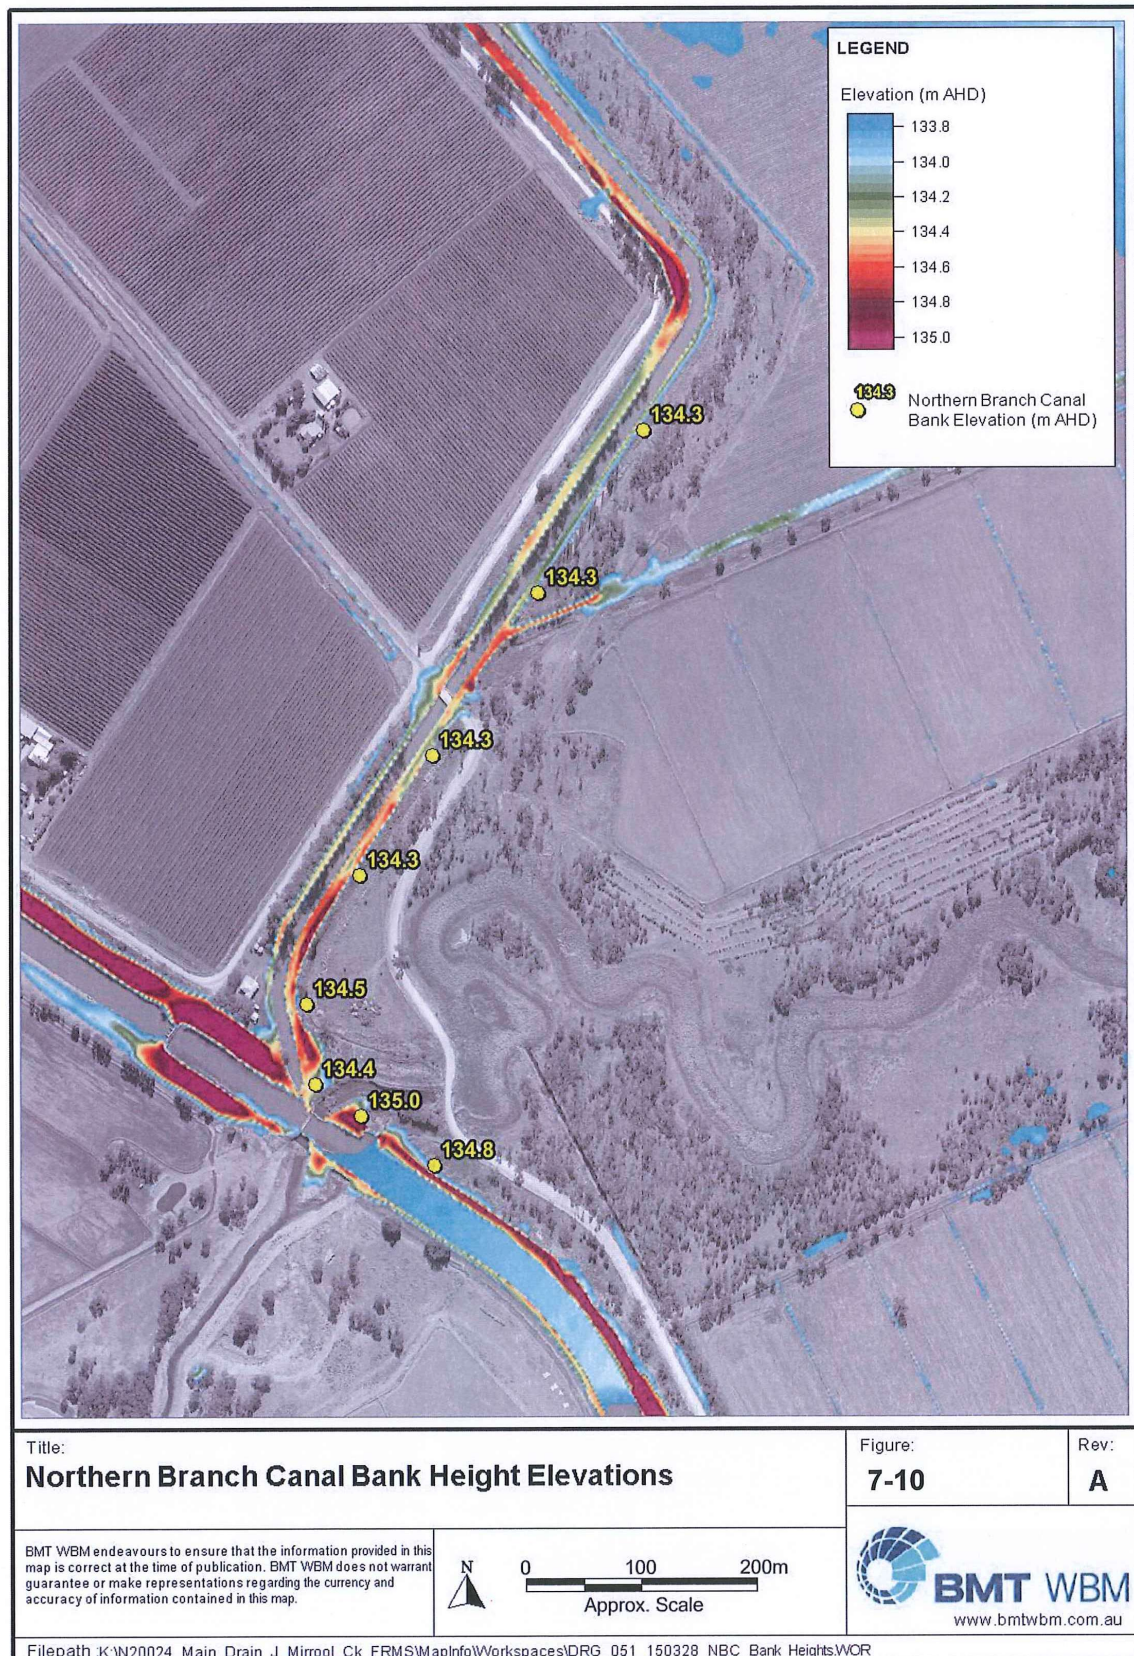 LEGEND
Elevation (m AHD)
133.8
134.0
134.2
134.4
134.6
134.8
135.0
134.3
Northern Branch Canal
Bank Elevation (m AHD)
134.3
134.3
134.3
134.3
134.5
134.4
135.0
134.8
Title:
Northern Branch Canal Bank Height Elevations
Figure:
7-10
Rev:
A
BMT WBM endeavours to ensure that the information provided in this
map is correct at the time of publication. BMT WBM does not warrant
guarantee or make representations regarding the currency and
accuracy of information contained in this map.
N
0 100 200m
Approx. Scale
BMT WBM
www.bmtwbm.com.au
Filepath :K:\N20024_Main_Drain_J_Mirrool_Ck_FRMS\MapInfo\Workspaces\DRG_051_150328_NBC_Bank_Heights.WOR